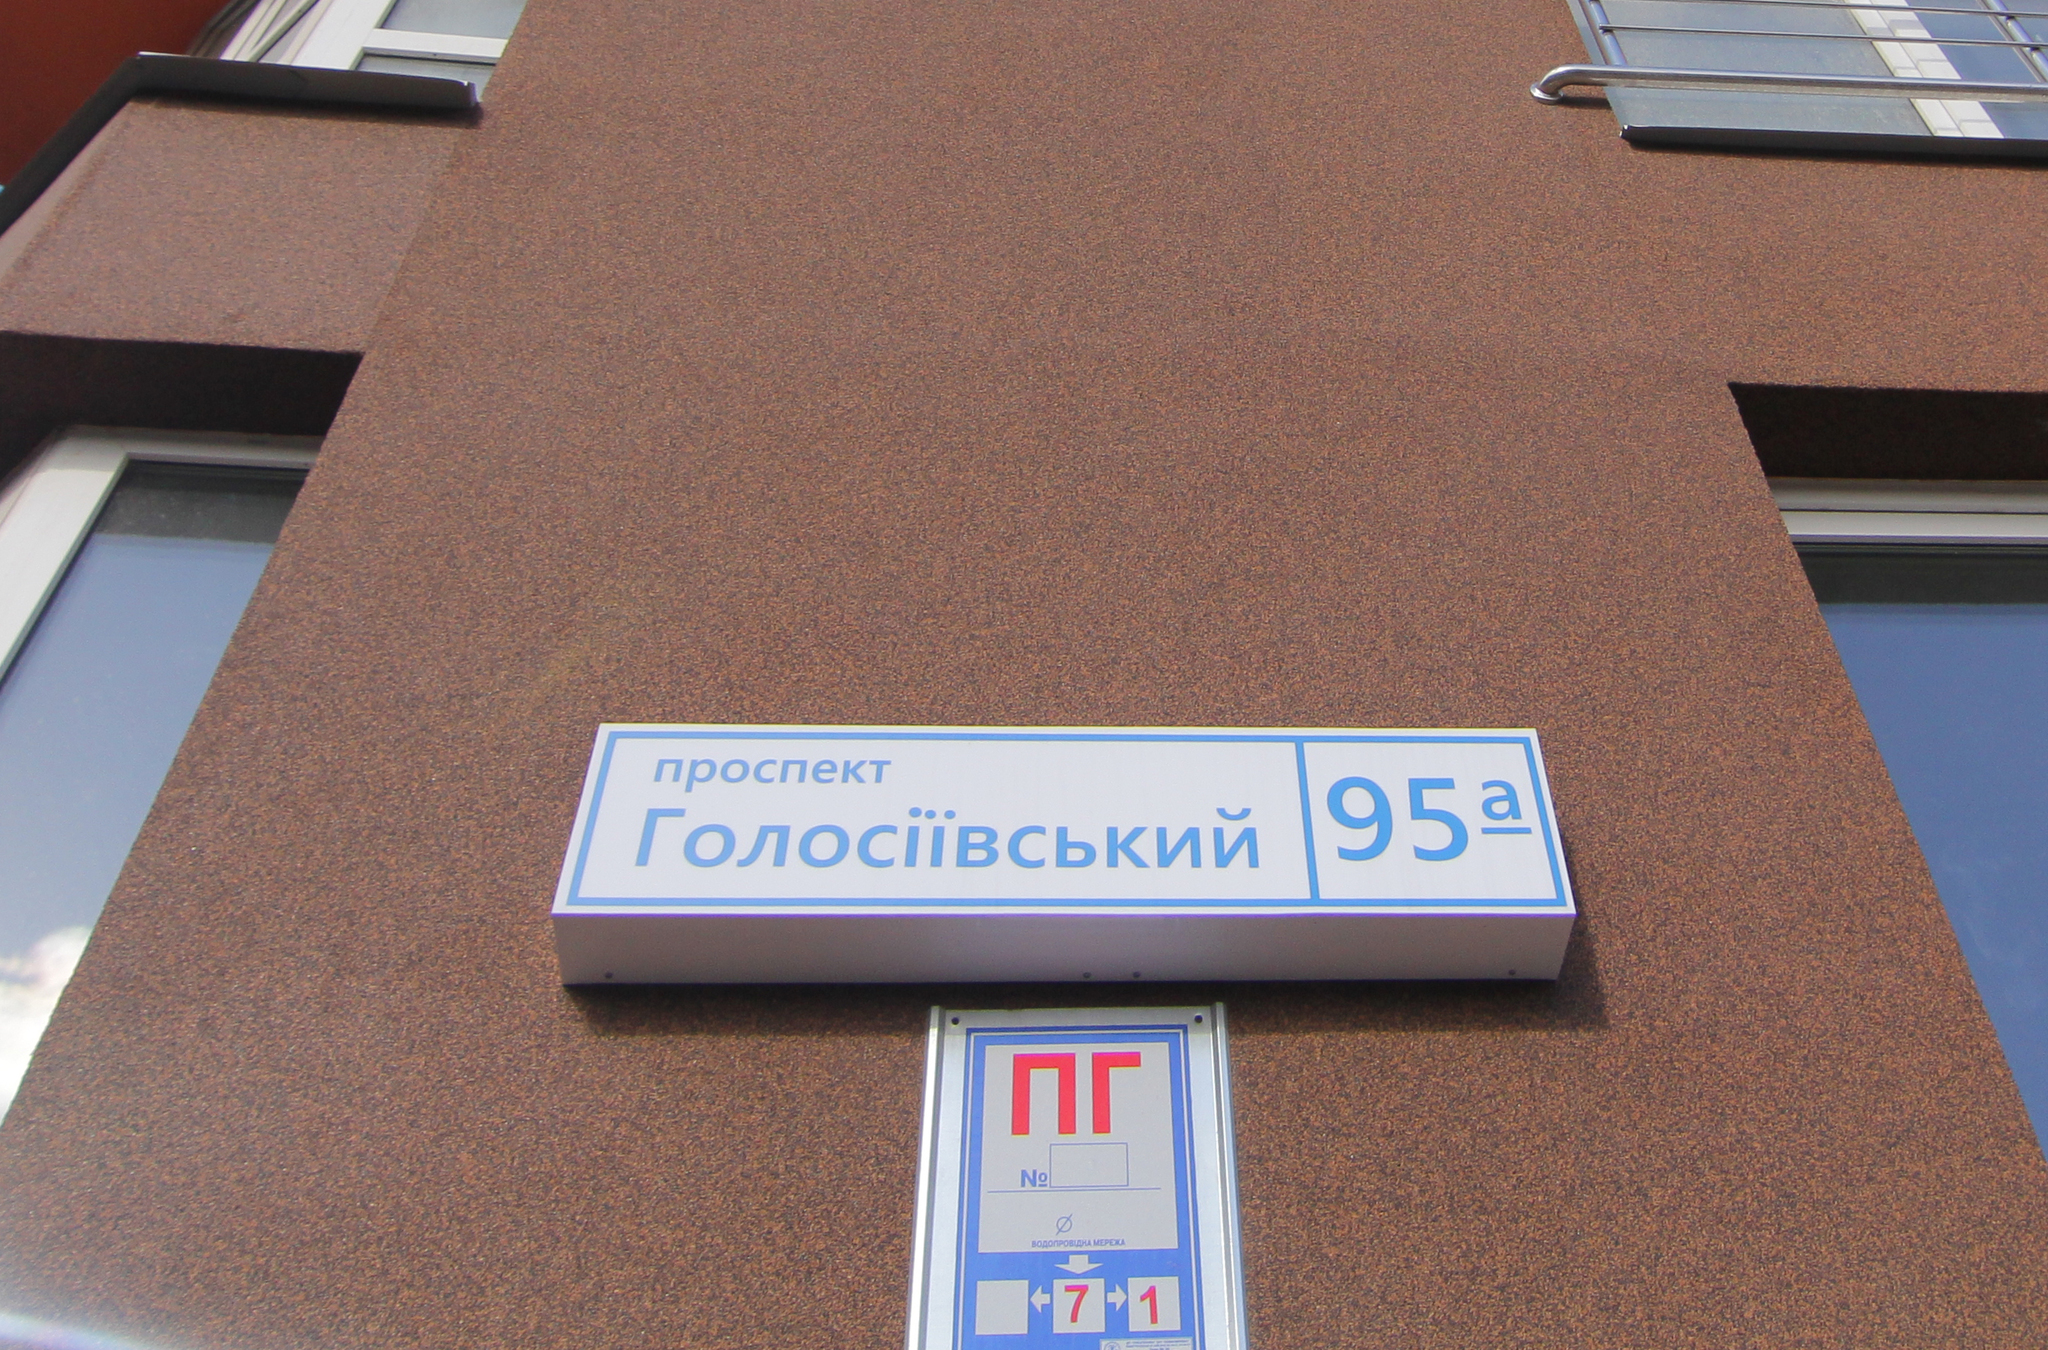 проспект
Голосіївський
95а
ПГ
№
Ø
ВОДОПРОВІДНА МЕРЕЖА
7 1